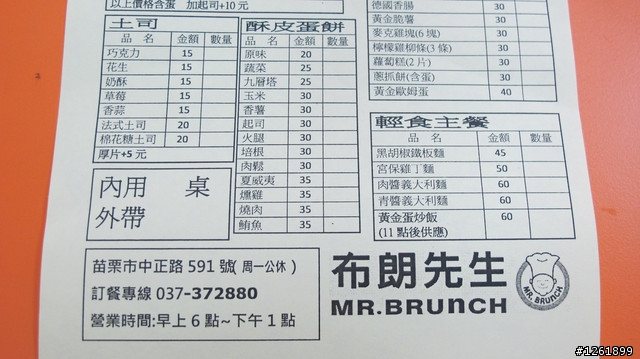 以上價格含蛋 加起司+10 元
土司
品 名 金額 數量
巧克力 15
花生 15
奶酥 15
草莓 15
香蒜 15
法式土司 20
棉花糖土司 20
厚片+5 元
內用 桌
外帶
酥皮蛋餅
品 名 金額 數量
原味 20
蔬菜 25
九層塔 25
玉米 30
香薯 30
起司 30
火腿 30
培根 30
肉鬆 30
夏威夷 35
燻雞 35
燒肉 35
鮪魚 35
德國香腸 30
黃金脆薯 30
麥克雞塊(6 塊) 30
檸檬雞柳條(3 條) 30
蘿蔔糕(2 片) 30
蔥抓餅(含蛋) 30
黃金歐姆蛋 40
輕食主餐
品 名 金額 數量
黑胡椒鐵板麵 45
宮保雞丁麵 50
肉醬義大利麵 60
青醬義大利麵 60
黃金蛋炒飯 60
(11 點後供應)
苗栗市中正路 591 號( 周一公休 )
訂餐專線 037-372880
營業時間:早上 6 點~下午 1 點
布朗先生
MR.BRUNCH
MR. BRUNCH
#1261899